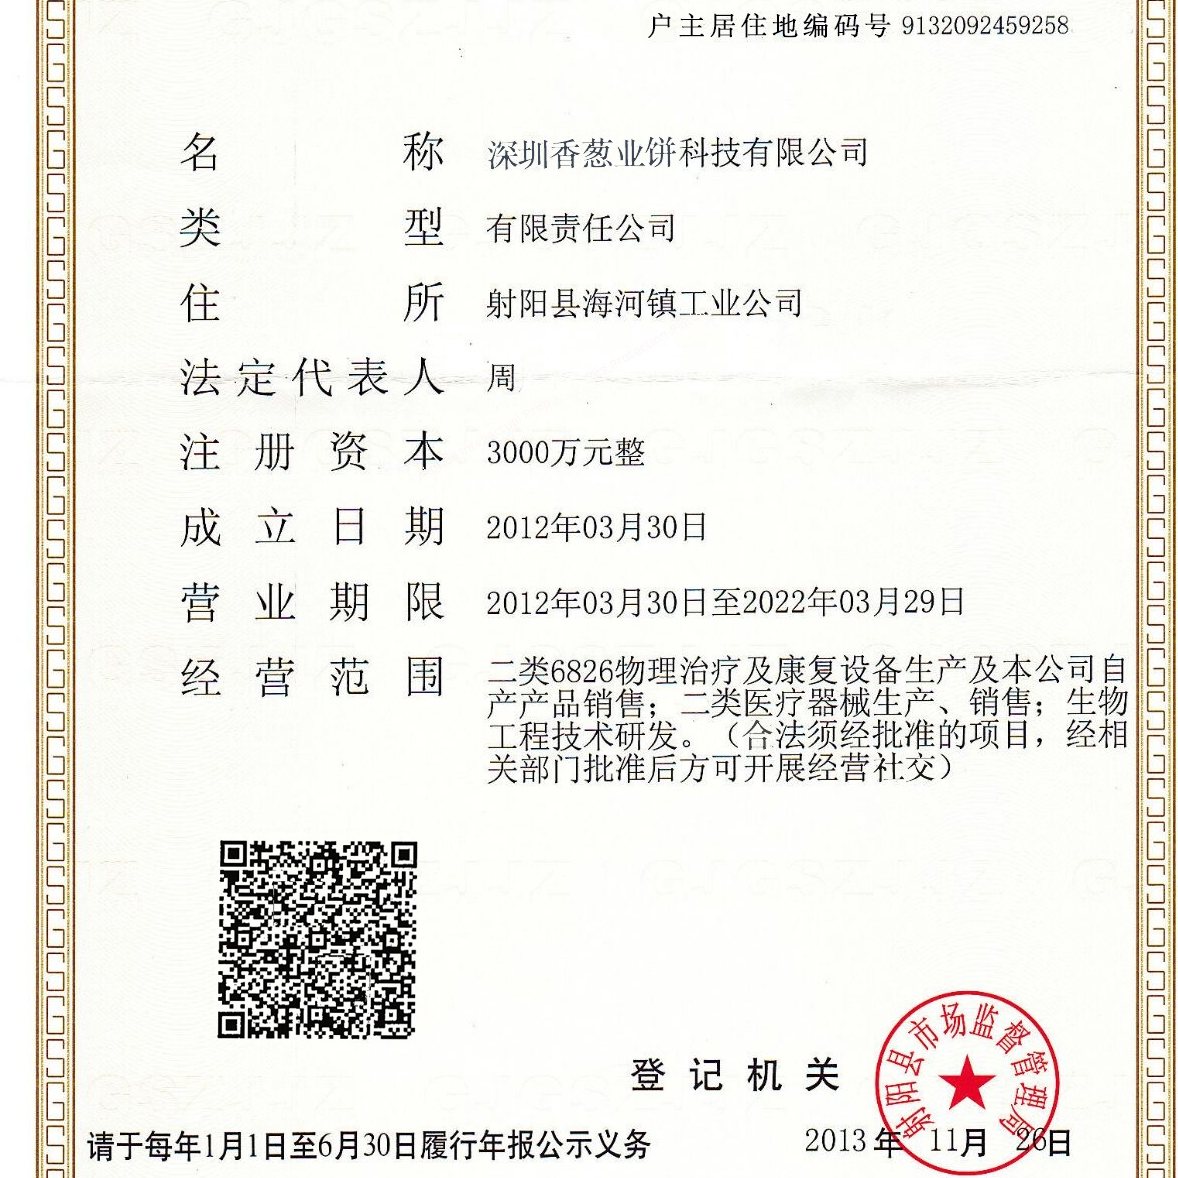 户主居住地编码号 9132092459258
名称 深圳香葱业饼科技有限公司
类型 有限责任公司
住所 射阳县海河镇工业公司
法定代表人 周
注册资本 3000万元整
成立日期 2012年03月30日
营业期限 2012年03月30日至2022年03月29日
经营范围 二类6826物理治疗及康复设备生产及本公司自
产产品销售；二类医疗器械生产、销售；生物
工程技术研发。（合法须经批准的项目，经相
关部门批准后方可开展经营社交）
登记机关
射阳县市场监督管理局
请于每年1月1日至6月30日履行年报公示义务
2013年 11月 26日